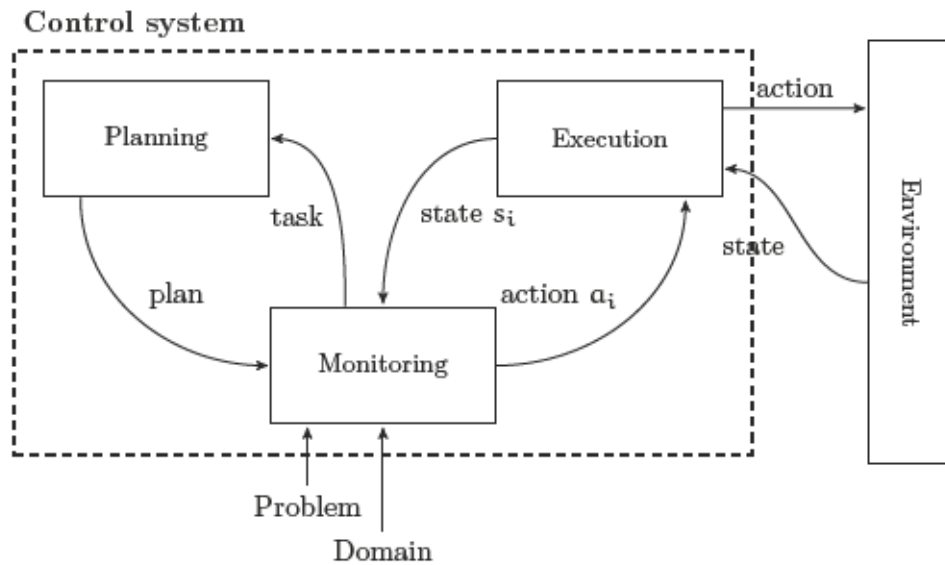 Control system
action
Planning
Execution
Environment
task
state sᵢ
state
plan
action aᵢ
Monitoring
Problem
Domain